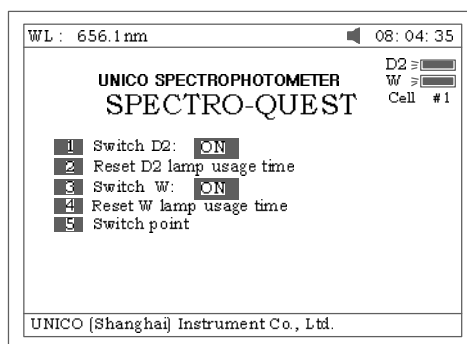 WL: 656.1nm 08:04:35
D2
W
Cell #1
UNICO SPECTROPHOTOMETER
SPECTRO-QUEST
1 Switch D2: ON
2 Reset D2 lamp usage time
3 Switch W: ON
4 Reset W lamp usage time
5 Switch point
UNICO (Shanghai) Instrument Co., Ltd.